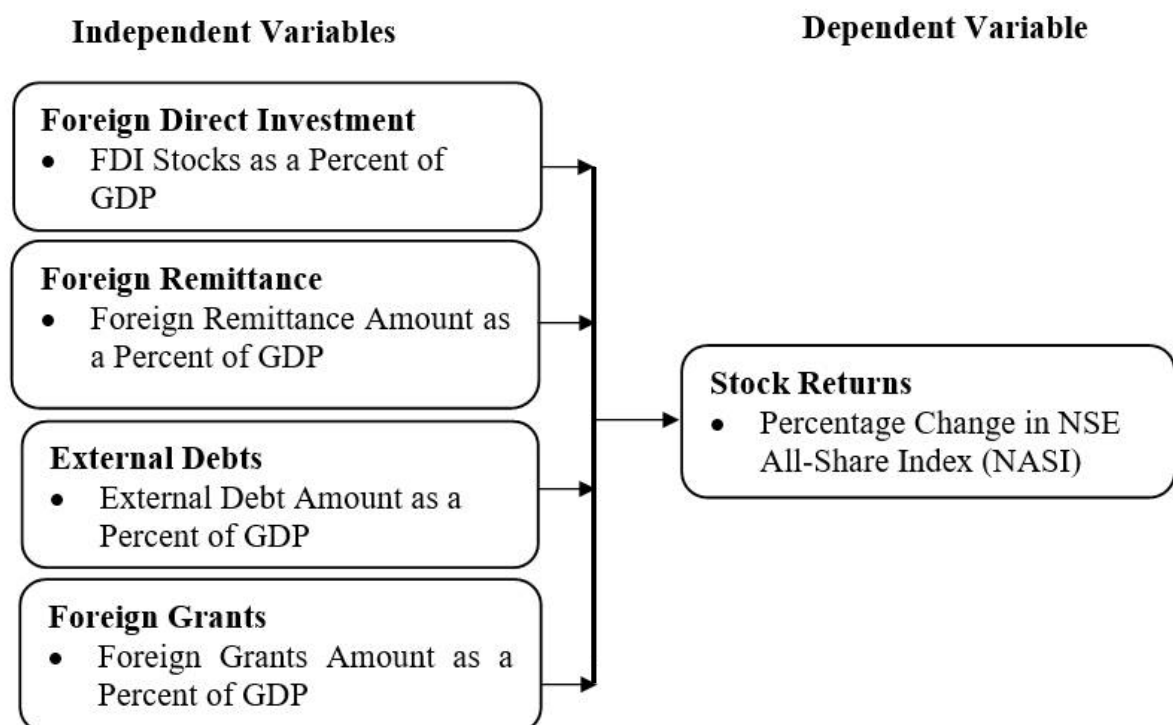 Independent Variables
Dependent Variable
Foreign Direct Investment
• FDI Stocks as a Percent of
GDP
Foreign Remittance
• Foreign Remittance Amount as
a Percent of GDP
External Debts
• External Debt Amount as a
Percent of GDP
Foreign Grants
• Foreign Grants Amount as a
Percent of GDP
Stock Returns
• Percentage Change in NSE
All-Share Index (NASI)